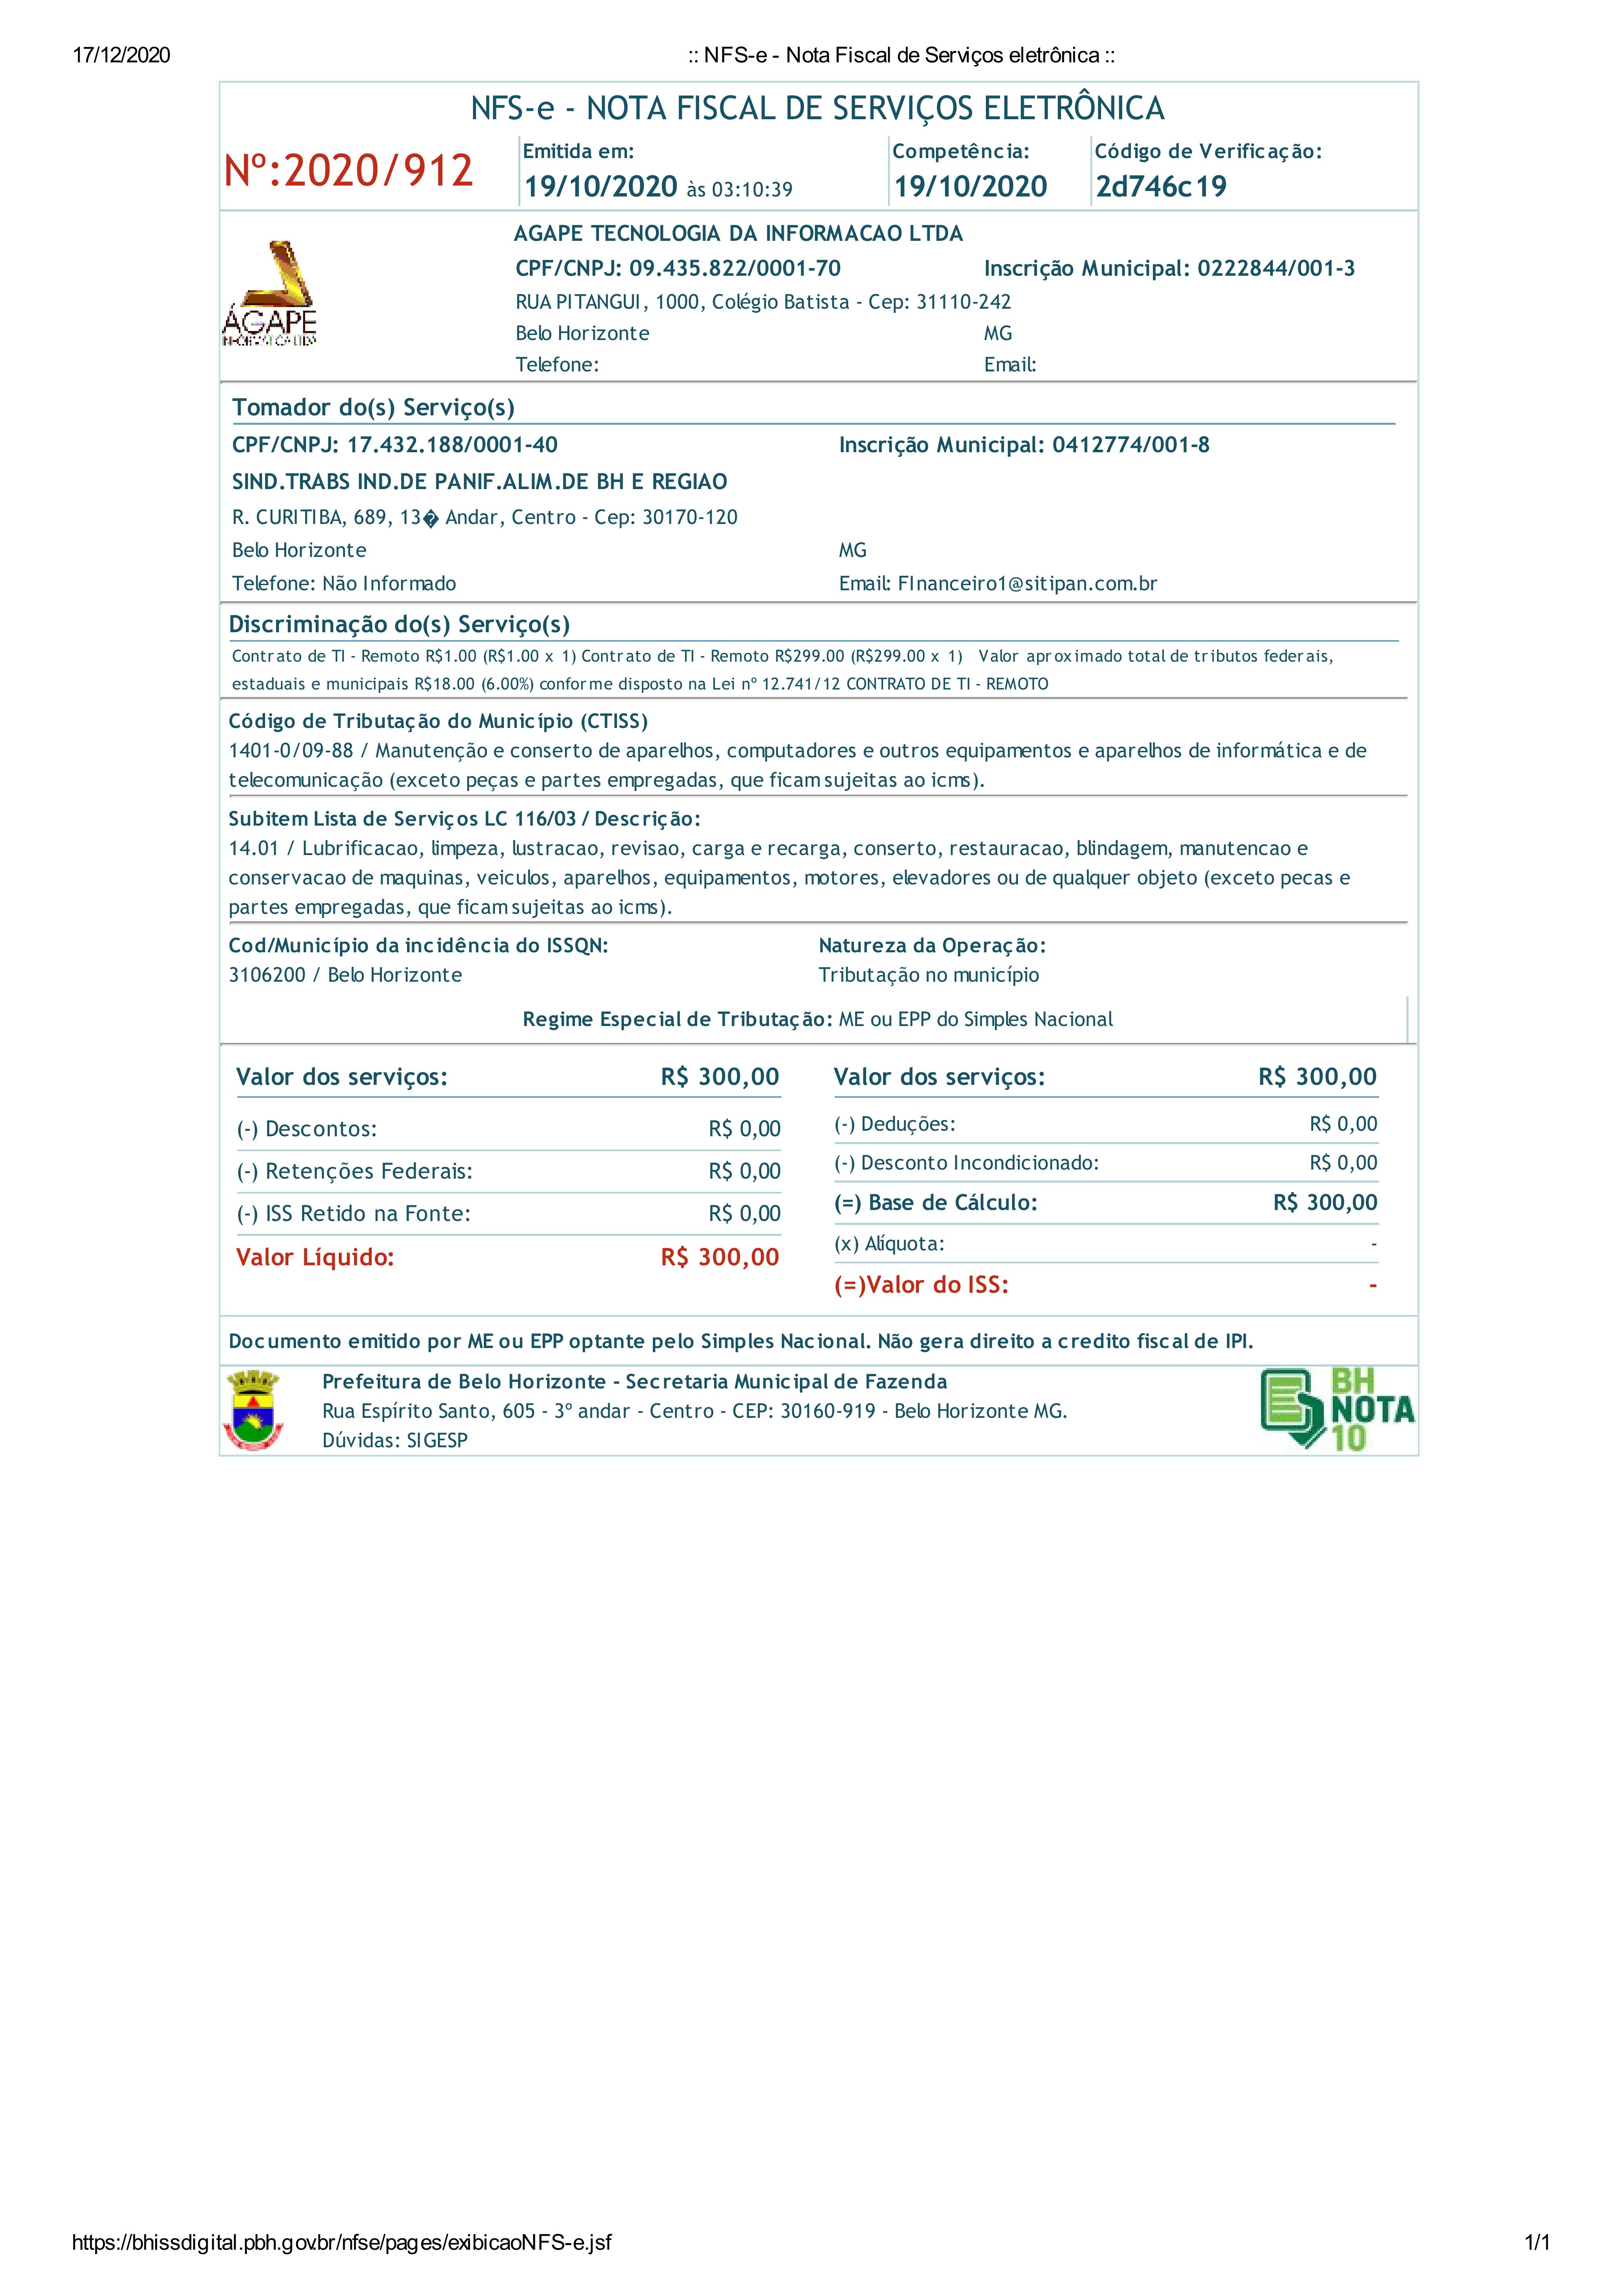 17/12/2020
:: NFS-e - Nota Fiscal de Serviços eletrônica ::
NFS-e - NOTA FISCAL DE SERVIÇOS ELETRÔNICA
Nº:2020/912
Emitida em:
19/10/2020 às 03:10:39
Competência:
19/10/2020
Código de Verificação:
2d746c19
AGAPE
AGAPE TECNOLOGIA DA INFORMACAO LTDA
CPF/CNPJ: 09.435.822/0001-70
Inscrição Municipal: 0222844/001-3
RUA PITANGUI, 1000, Colégio Batista - Cep: 31110-242
Belo Horizonte
MG
Telefone:
Email:
Tomador do(s) Serviço(s)
CPF/CNPJ: 17.432.188/0001-40
Inscrição Municipal: 0412774/001-8
SIND.TRABS IND.DE PANIF.ALIM.DE BH E REGIAO
R. CURITIBA, 689, 13� Andar, Centro - Cep: 30170-120
Belo Horizonte
MG
Telefone: Não Informado
Email: FInanceiro1@sitipan.com.br
Discriminação do(s) Serviço(s)
Contrato de TI - Remoto R$1.00 (R$1.00 x 1) Contrato de TI - Remoto R$299.00 (R$299.00 x 1) Valor aproximado total de tributos federais,
estaduais e municipais R$18.00 (6.00%) conforme disposto na Lei nº 12.741/12 CONTRATO DE TI - REMOTO
Código de Tributação do Município (CTISS)
1401-0/09-88 / Manutenção e conserto de aparelhos, computadores e outros equipamentos e aparelhos de informática e de
telecomunicação (exceto peças e partes empregadas, que ficam sujeitas ao icms).
Subitem Lista de Serviços LC 116/03 / Descrição:
14.01 / Lubrificacao, limpeza, lustracao, revisao, carga e recarga, conserto, restauracao, blindagem, manutencao e
conservacao de maquinas, veiculos, aparelhos, equipamentos, motores, elevadores ou de qualquer objeto (exceto pecas e
partes empregadas, que ficam sujeitas ao icms).
Cod/Município da incidência do ISSQN:
3106200 / Belo Horizonte
Natureza da Operação:
Tributação no município
Regime Especial de Tributação: ME ou EPP do Simples Nacional
Valor dos serviços: R$ 300,00
(-) Descontos: R$ 0,00
(-) Retenções Federais: R$ 0,00
(-) ISS Retido na Fonte: R$ 0,00
Valor Líquido: R$ 300,00
Valor dos serviços: R$ 300,00
(-) Deduções: R$ 0,00
(-) Desconto Incondicionado: R$ 0,00
(=) Base de Cálculo: R$ 300,00
(x) Alíquota: -
(=)Valor do ISS: -
Documento emitido por ME ou EPP optante pelo Simples Nacional. Não gera direito a credito fiscal de IPI.
Prefeitura de Belo Horizonte - Secretaria Municipal de Fazenda
Rua Espírito Santo, 605 - 3º andar - Centro - CEP: 30160-919 - Belo Horizonte MG.
Dúvidas: SIGESP
BH
NOTA
10
https://bhissdigital.pbh.gov.br/nfse/pages/exibicaoNFS-e.jsf
1/1